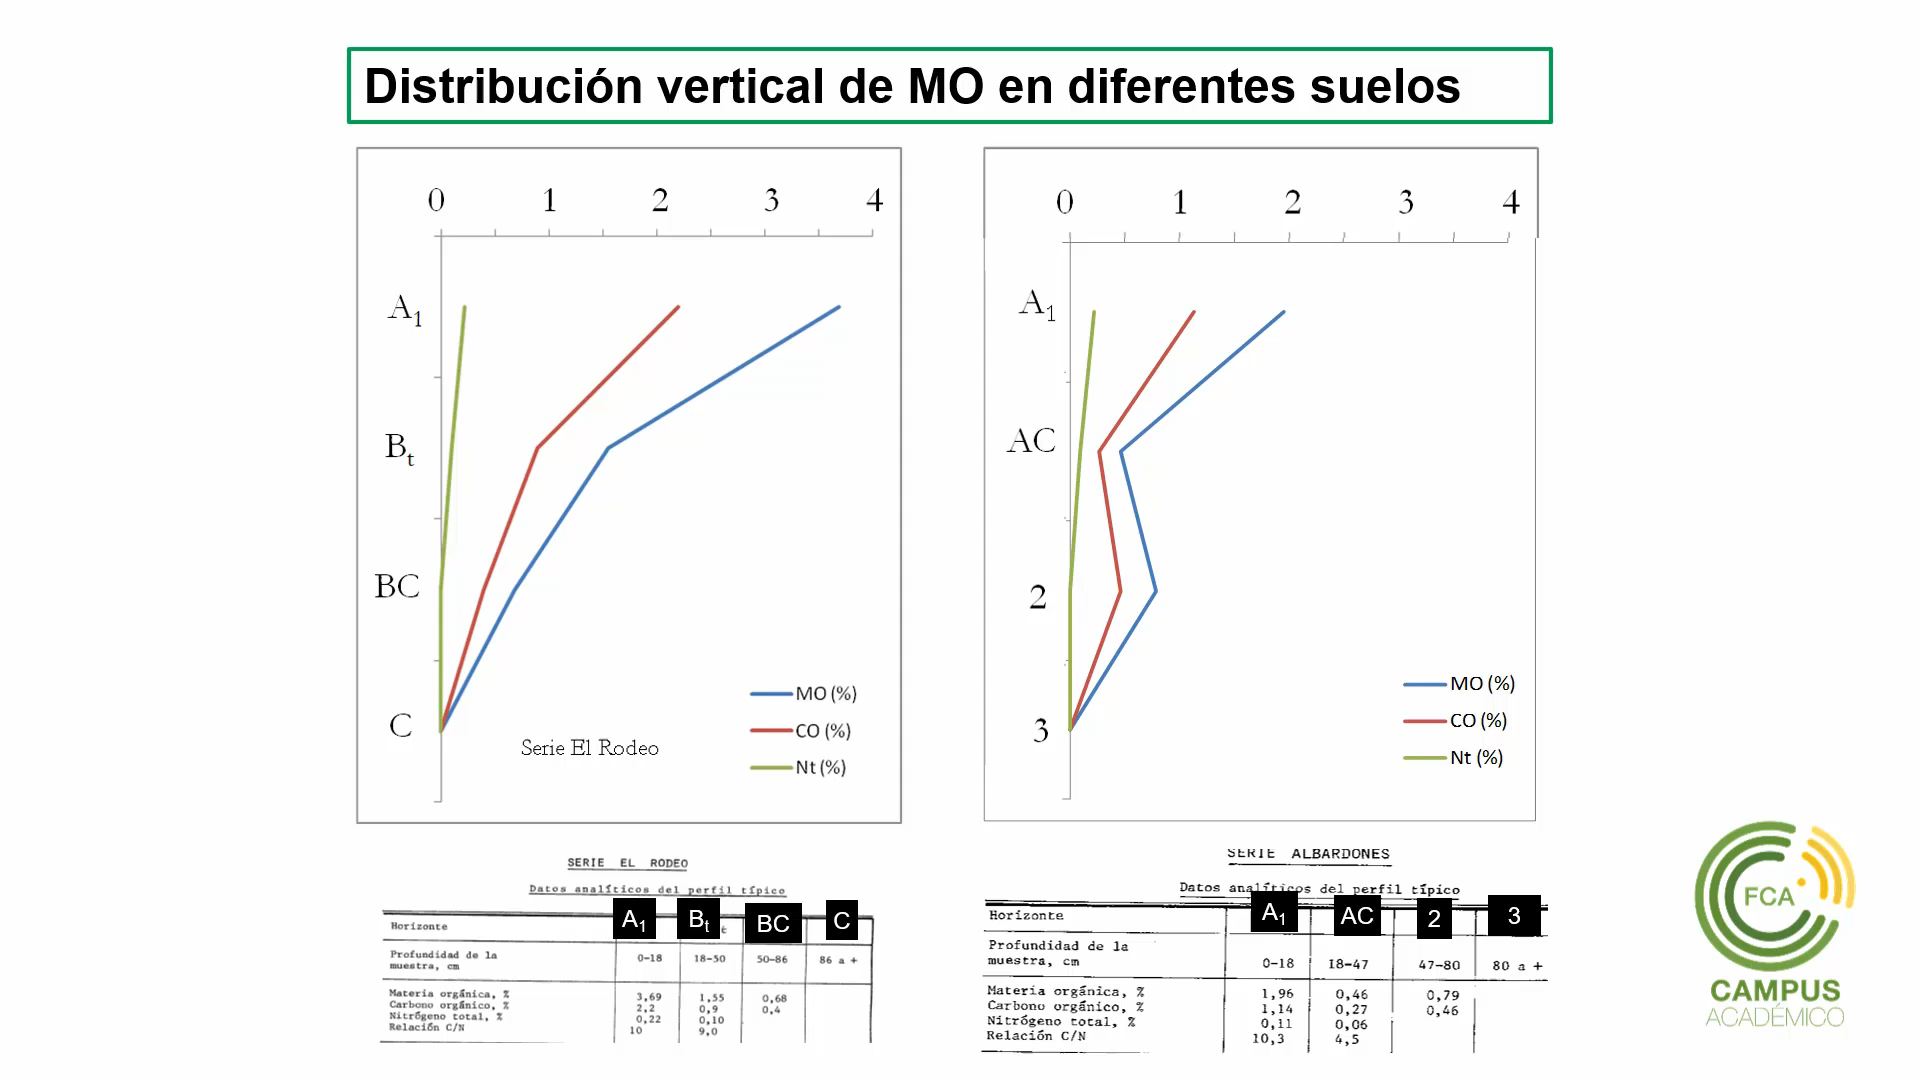 Distribución vertical de MO en diferentes suelos
0 1 2 3 4
A1
Bt
BC
C
Serie El Rodeo
MO (%)
CO (%)
Nt (%)
0 1 2 3 4
A1
AC
2
3
MO (%)
CO (%)
Nt (%)
SERIE EL RODEO
Datos analíticos del perfil típico
Horizonte A1 Bt BC C
Profundidad de la
muestra, cm 0-18 18-50 50-86 86 a +
Materia orgánica, % 3,69 1,55 0,68
Carbono orgánico, % 2,2 0,9 0,4
Nitrógeno total, % 0,22 0,10
Relación C/N 10 9,0
SERIE ALBARDONES
Datos analíticos del perfil típico
Horizonte A1 AC 2 3
Profundidad de la
muestra, cm 0-18 18-47 47-80 80 a +
Materia orgánica, % 1,96 0,46 0,79
Carbono orgánico, % 1,14 0,27 0,46
Nitrógeno total, % 0,11 0,06
Relación C/N 10,3 4,5
FCA
CAMPUS
ACADÉMICO